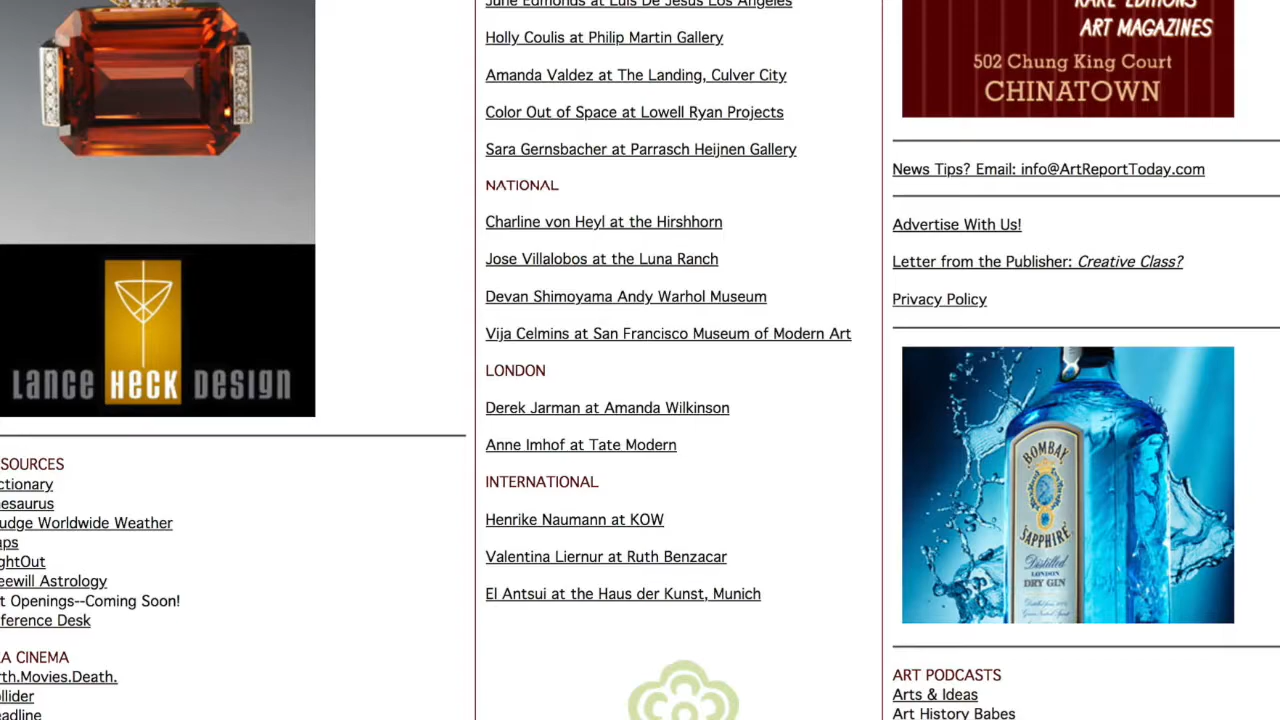 LANCE HECK DESIGN
SOURCES
ctionary
esaurus
udge Worldwide Weather
aps
ghtOut
eewill Astrology
t Openings--Coming Soon!
ference Desk
A CINEMA
rth.Movies.Death.
llider
eadline
June Edmonds at Luis De Jesus Los Angeles
Holly Coulis at Philip Martin Gallery
Amanda Valdez at The Landing, Culver City
Color Out of Space at Lowell Ryan Projects
Sara Gernsbacher at Parrasch Heijnen Gallery
NATIONAL
Charline von Heyl at the Hirshhorn
Jose Villalobos at the Luna Ranch
Devan Shimoyama Andy Warhol Museum
Vija Celmins at San Francisco Museum of Modern Art
LONDON
Derek Jarman at Amanda Wilkinson
Anne Imhof at Tate Modern
INTERNATIONAL
Henrike Naumann at KOW
Valentina Liernur at Ruth Benzacar
El Antsui at the Haus der Kunst, Munich
RARE EDITIONS
ART MAGAZINES
502 Chung King Court
CHINATOWN
News Tips? Email: info@ArtReportToday.com
Advertise With Us!
Letter from the Publisher: Creative Class?
Privacy Policy
BOMBAY
SAPPHIRE
Distilled
LONDON
DRY GIN
ART PODCASTS
Arts & Ideas
Art History Babes